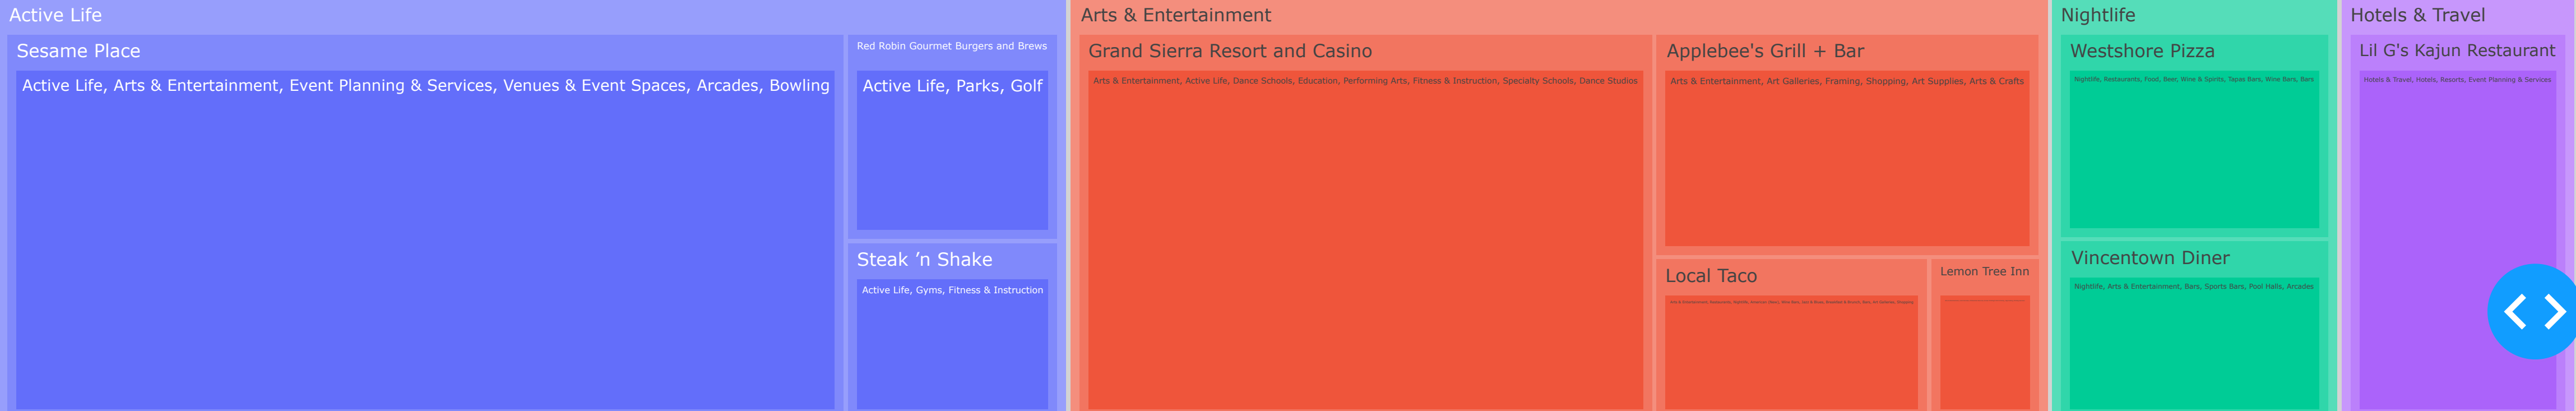 Active Life
Sesame Place
Active Life, Arts & Entertainment, Event Planning & Services, Venues & Event Spaces, Arcades, Bowling
Red Robin Gourmet Burgers and Brews
Active Life, Parks, Golf
Steak ’n Shake
Active Life, Gyms, Fitness & Instruction
Arts & Entertainment
Grand Sierra Resort and Casino
Arts & Entertainment, Active Life, Dance Schools, Education, Performing Arts, Fitness & Instruction, Specialty Schools, Dance Studios
Applebee's Grill + Bar
Arts & Entertainment, Art Galleries, Framing, Shopping, Art Supplies, Arts & Crafts
Local Taco
Lemon Tree Inn
Nightlife
Westshore Pizza
Nightlife, Restaurants, Food, Beer, Wine & Spirits, Tapas Bars, Wine Bars, Bars
Vincentown Diner
Nightlife, Arts & Entertainment, Bars, Sports Bars, Pool Halls, Arcades
Hotels & Travel
Lil G's Kajun Restaurant
Hotels & Travel, Hotels, Resorts, Event Planning & Services